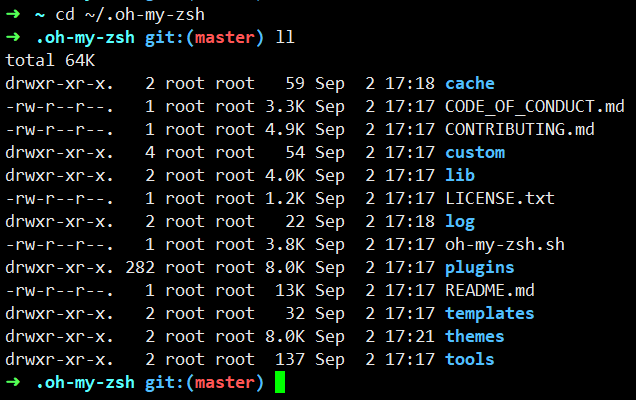 ➜ ~ cd ~/.oh-my-zsh
➜ .oh-my-zsh git:(master) ll
total 64K
drwxr-xr-x.   2 root root   59 Sep  2 17:18 cache
-rw-r--r--.   1 root root 3.3K Sep  2 17:17 CODE_OF_CONDUCT.md
-rw-r--r--.   1 root root 4.9K Sep  2 17:17 CONTRIBUTING.md
drwxr-xr-x.   4 root root   54 Sep  2 17:17 custom
drwxr-xr-x.   2 root root 4.0K Sep  2 17:17 lib
-rw-r--r--.   1 root root 1.2K Sep  2 17:17 LICENSE.txt
drwxr-xr-x.   2 root root   22 Sep  2 17:18 log
-rw-r--r--.   1 root root 3.8K Sep  2 17:17 oh-my-zsh.sh
drwxr-xr-x. 282 root root 8.0K Sep  2 17:17 plugins
-rw-r--r--.   1 root root  13K Sep  2 17:17 README.md
drwxr-xr-x.   2 root root   32 Sep  2 17:17 templates
drwxr-xr-x.   2 root root 8.0K Sep  2 17:21 themes
drwxr-xr-x.   2 root root  137 Sep  2 17:17 tools
➜ .oh-my-zsh git:(master)